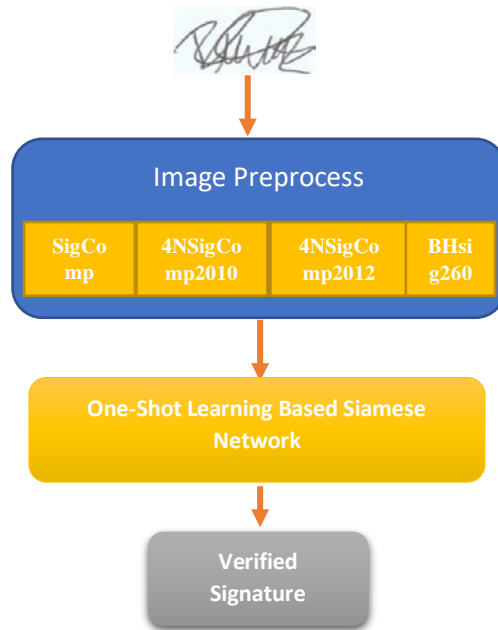 Image Preprocess
SigCo
mp
4NSigCo
mp2010
4NSigCo
mp2012
BHsi
g260
One-Shot Learning Based Siamese
Network
Verified
Signature